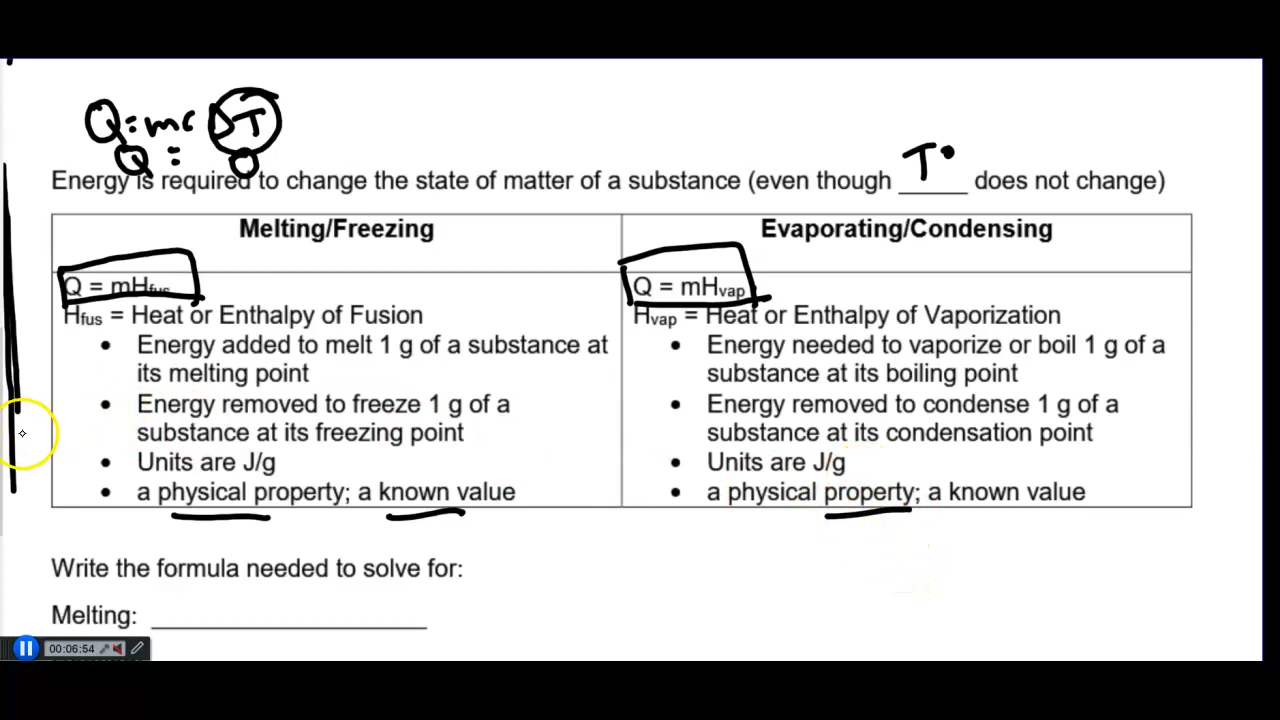 Q = mc ΔT
Q = 0
T°
Energy is required to change the state of matter of a substance (even though _____ does not change)
Melting/Freezing
Q = mHfus
Hfus = Heat or Enthalpy of Fusion
• Energy added to melt 1 g of a substance at
its melting point
• Energy removed to freeze 1 g of a
substance at its freezing point
• Units are J/g
• a physical property; a known value
Evaporating/Condensing
Q = mHvap
Hvap = Heat or Enthalpy of Vaporization
• Energy needed to vaporize or boil 1 g of a
substance at its boiling point
• Energy removed to condense 1 g of a
substance at its condensation point
• Units are J/g
• a physical property; a known value
Write the formula needed to solve for:
Melting: ____________________
00:06:54